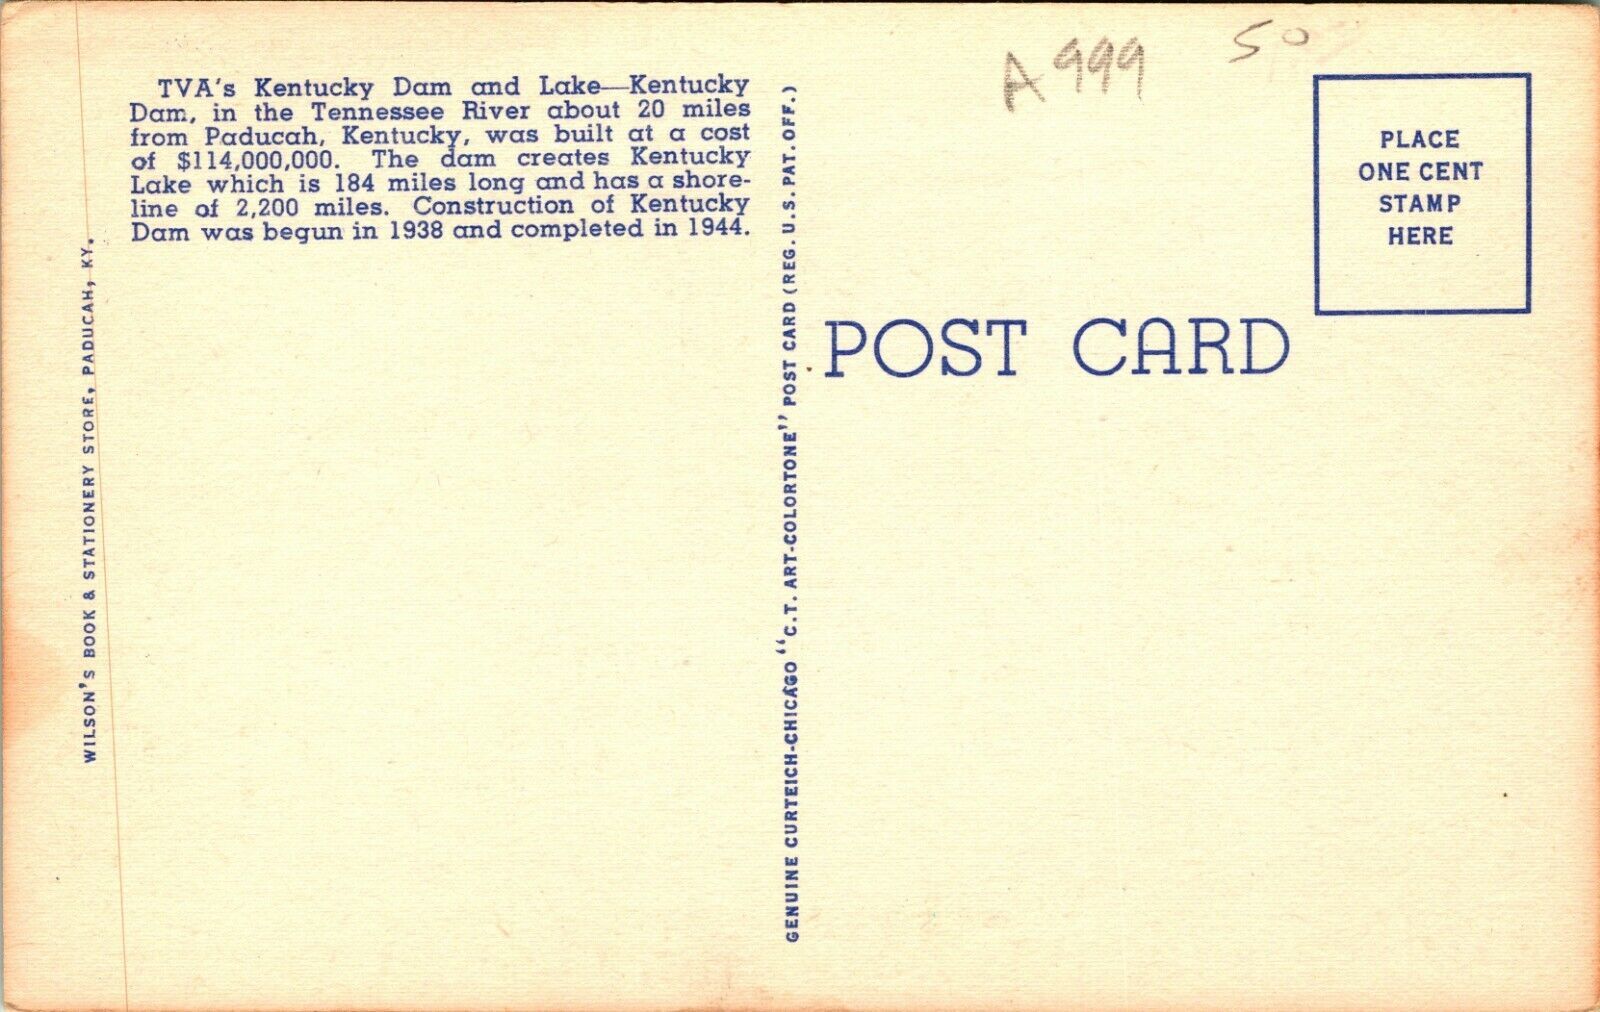 TVA's Kentucky Dam and Lake—Kentucky
Dam, in the Tennessee River about 20 miles
from Paducah, Kentucky, was built at a cost
of $114,000,000. The dam creates Kentucky
Lake which is 184 miles long and has a shore-
line of 2,200 miles. Construction of Kentucky
Dam was begun in 1938 and completed in 1944.
WILSON'S BOOK & STATIONERY STORE, PADUCAH, KY.
GENUINE CURTEICH-CHICAGO "C.T. ART-COLORTONE" POST CARD (REG. U.S. PAT. OFF.)
A999 50
PLACE
ONE CENT
STAMP
HERE
POST CARD